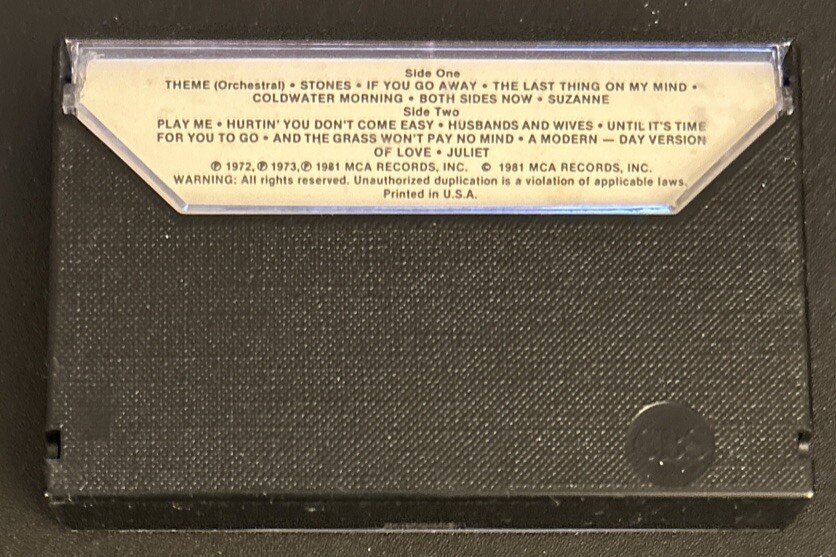 Side One
THEME (Orchestral) • STONES • IF YOU GO AWAY • THE LAST THING ON MY MIND •
COLDWATER MORNING • BOTH SIDES NOW • SUZANNE
Side Two
PLAY ME • HURTIN' YOU DON'T COME EASY • HUSBANDS AND WIVES • UNTIL IT'S TIME
FOR YOU TO GO • AND THE GRASS WON'T PAY NO MIND • A MODERN — DAY VERSION
OF LOVE • JULIET
℗ 1972, ℗ 1973, ℗ 1981 MCA RECORDS, INC. © 1981 MCA RECORDS, INC.
WARNING: All rights reserved. Unauthorized duplication is a violation of applicable laws.
Printed in U.S.A.